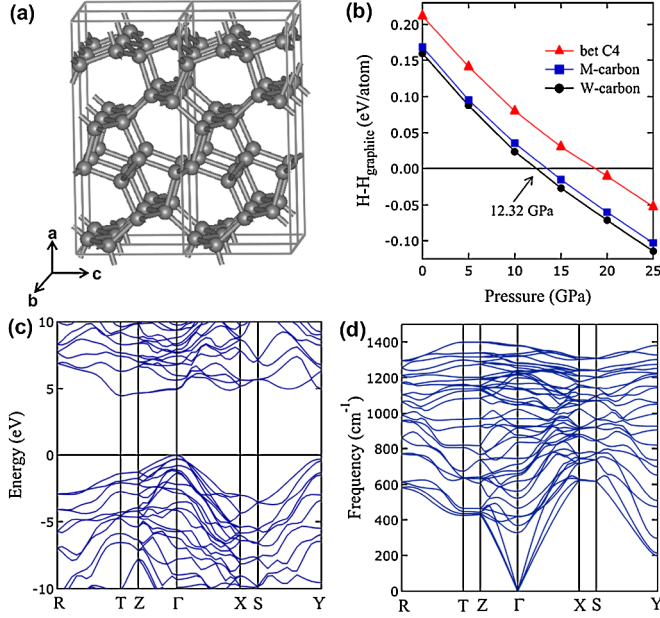 (a)
a
c
b
(b)
H-Hgraphite (eV/atom)
0.20
0.15
0.10
0.05
0.00
-0.05
-0.10
bet C4
M-carbon
W-carbon
12.32 GPa
0 5 10 15 20 25
Pressure (GPa)
(c)
Energy (eV)
10
5
0
-5
-10
R T Z Γ X S Y
(d)
Frequency (cm-1)
1400
1200
1000
800
600
400
200
0
R T Z Γ X S Y